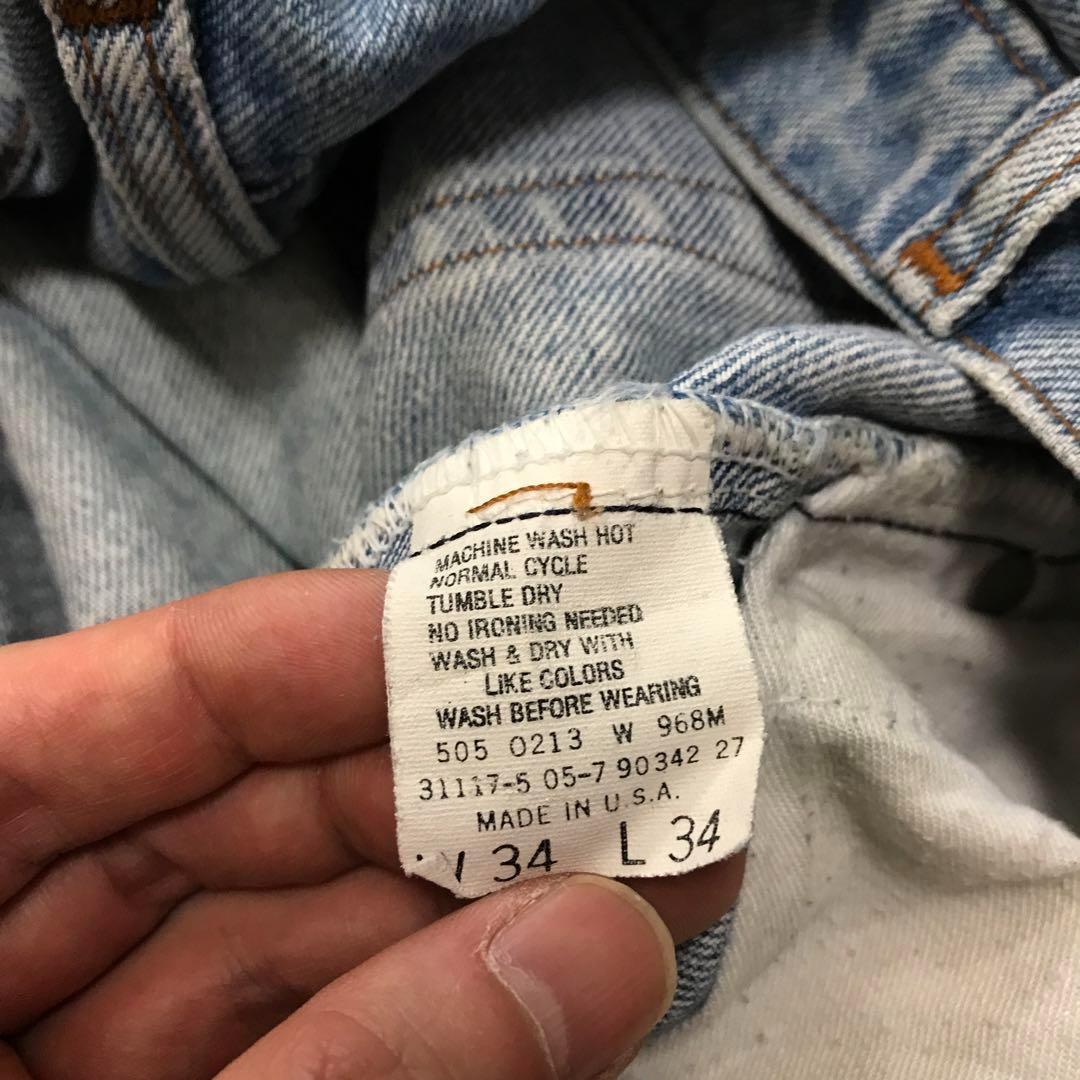 MACHINE WASH HOT
NORMAL CYCLE
TUMBLE DRY
NO IRONING NEEDED
WASH & DRY WITH
LIKE COLORS
WASH BEFORE WEARING
505 0213 W 968M
31117-5 05-7 90342 27
MADE IN U.S.A.
W 34 L 34